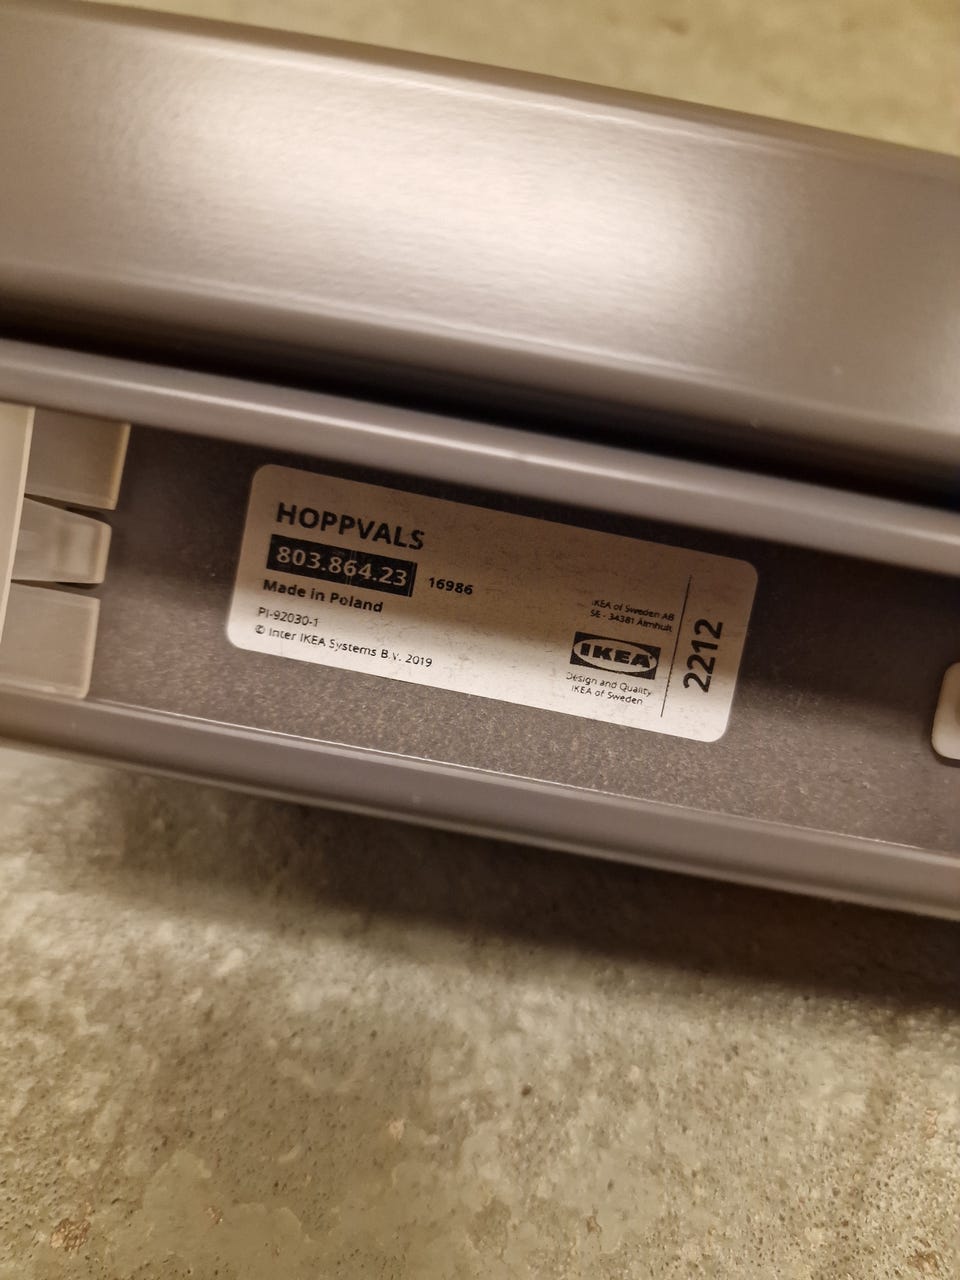 HOPPVALS
803.864.23 16986
Made in Poland
PI-92030-1
© Inter IKEA Systems B.V. 2019
IKEA of Sweden AB
SE - 34381 Älmhult
IKEA
Design and Quality
IKEA of Sweden
2212